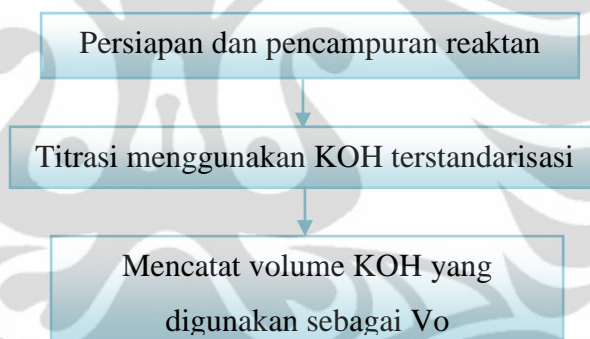 Persiapan dan pencampuran reaktan
Titrasi menggunakan KOH terstandarisasi
Mencatat volume KOH yang
digunakan sebagai Vo